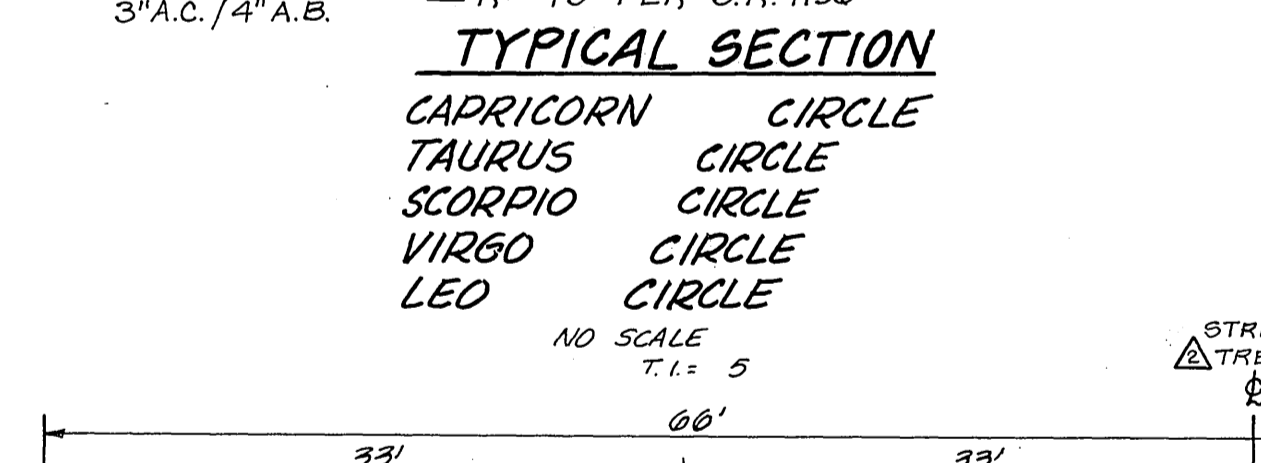 3"A.C./4"A.B.
TYPICAL SECTION
CAPRICORN CIRCLE
TAURUS CIRCLE
SCORPIO CIRCLE
VIRGO CIRCLE
LEO CIRCLE
NO SCALE
T.I.= 5
2
66'
33' 33'